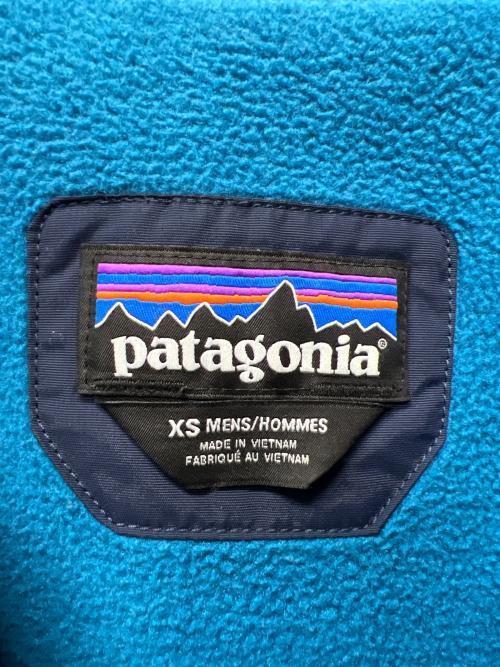 patagonia®
XS MENS/HOMMES
MADE IN VIETNAM
FABRIQUÉ AU VIETNAM